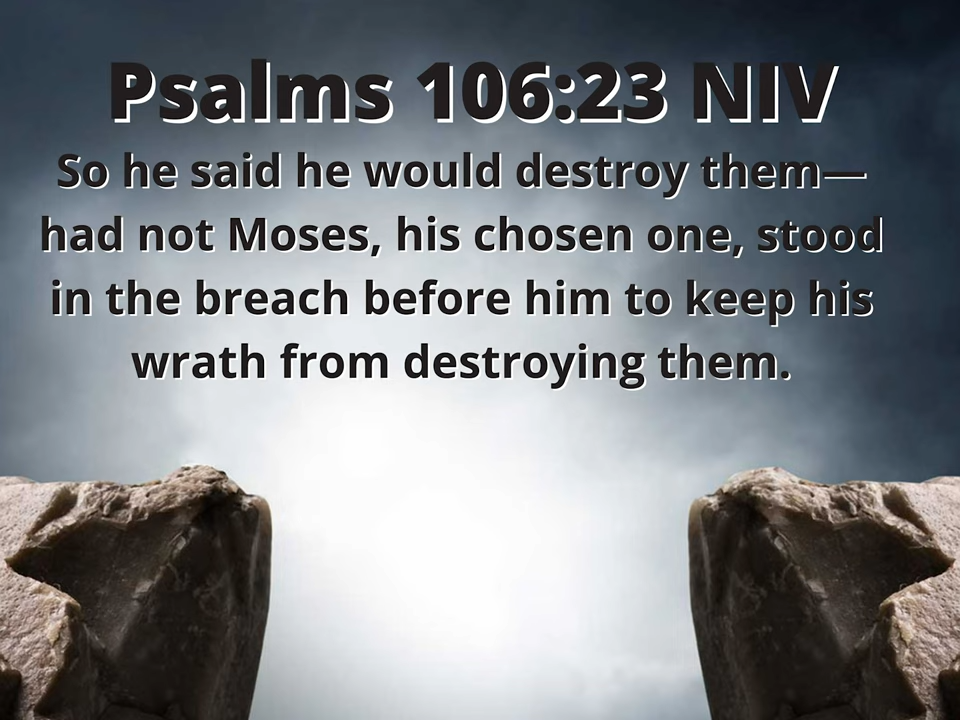 Psalms 106:23 NIV
So he said he would destroy them—
had not Moses, his chosen one, stood
in the breach before him to keep his
wrath from destroying them.